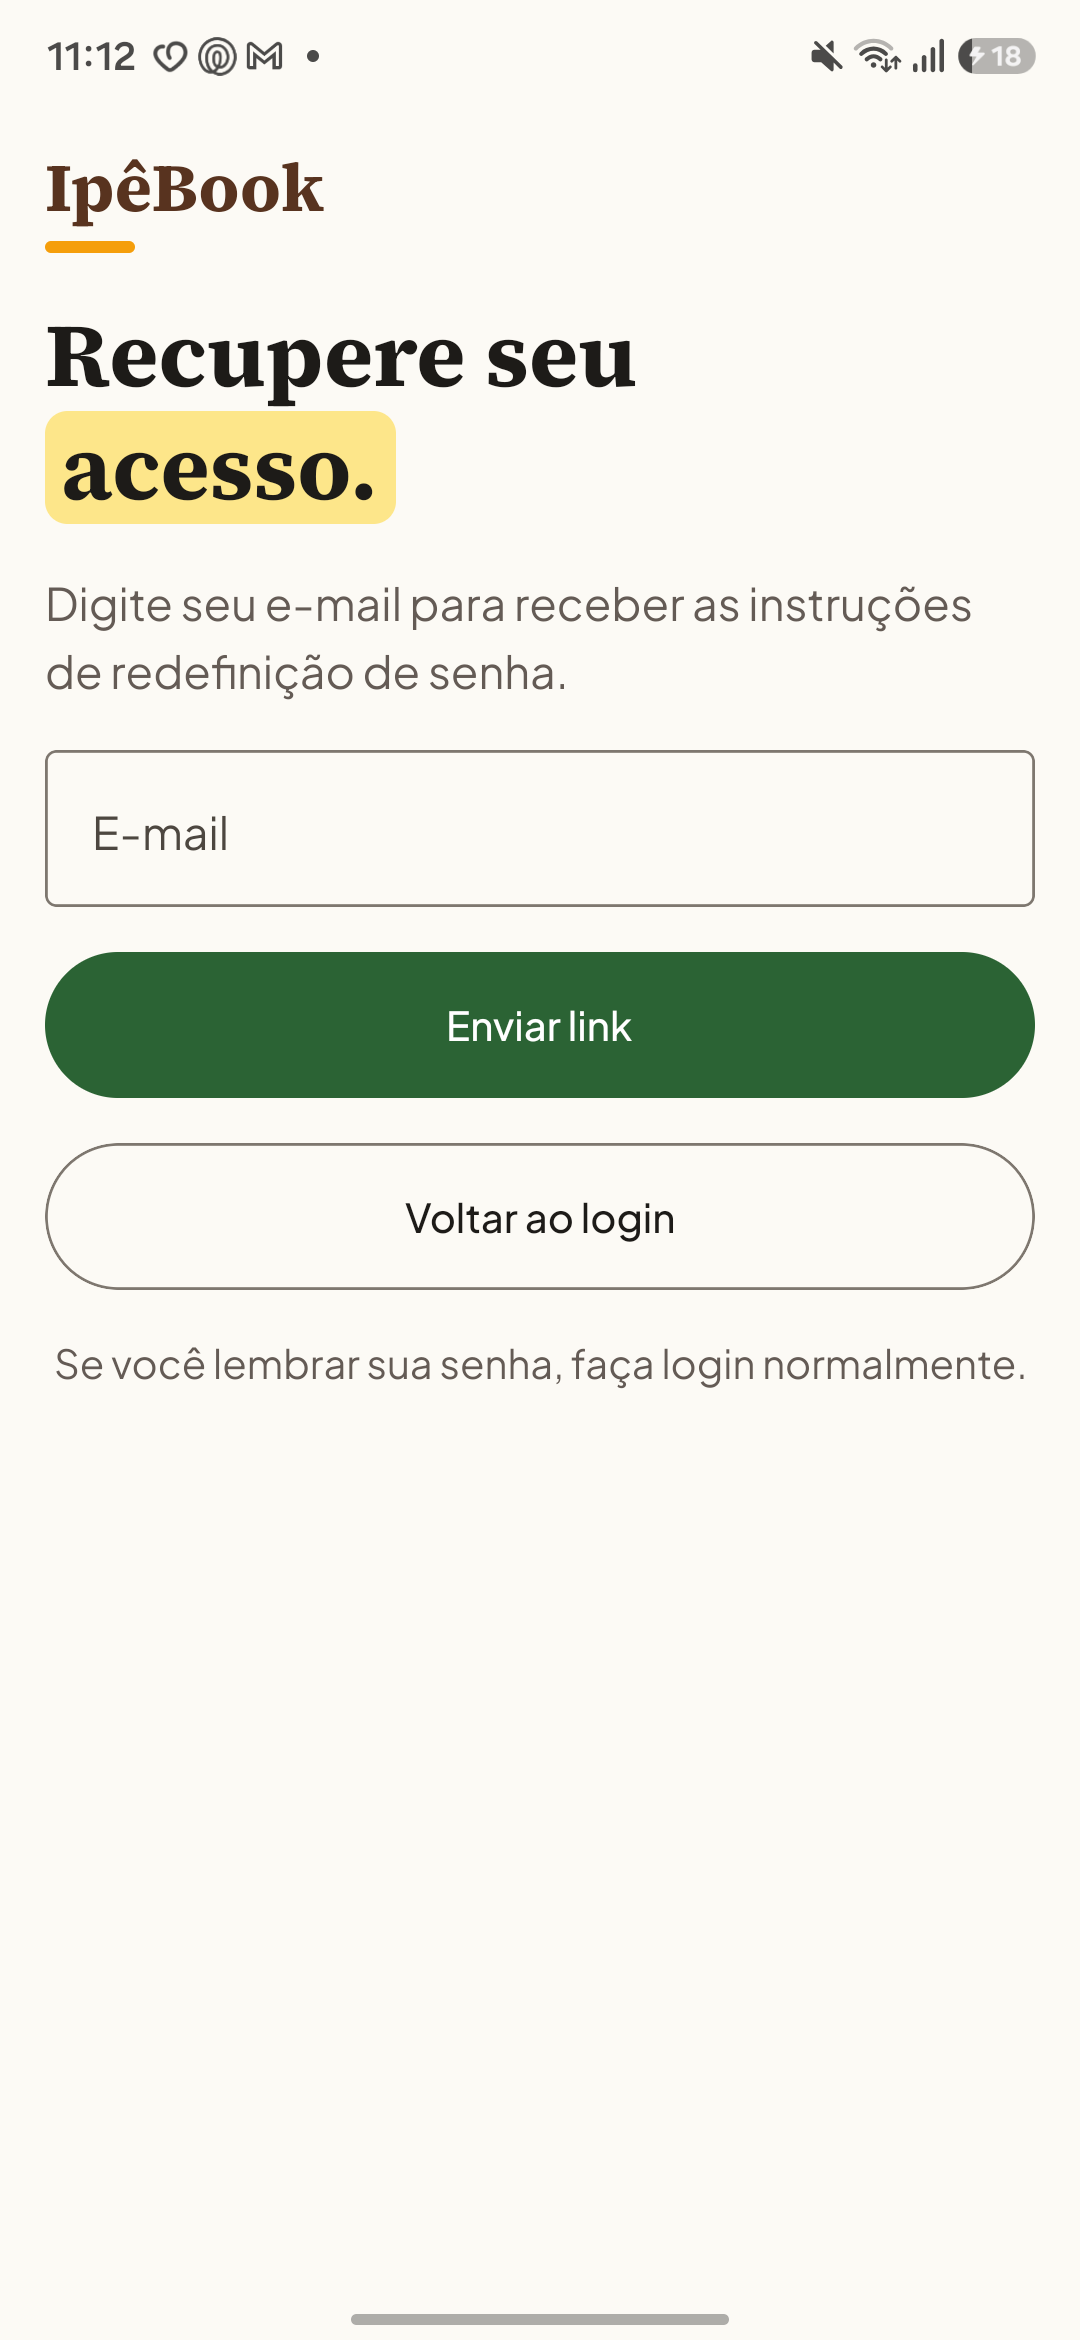 11:12
18
IpêBook
Recupere seu
acesso.
Digite seu e-mail para receber as instruções
de redefinição de senha.
E-mail
Enviar link
Voltar ao login
Se você lembrar sua senha, faça login normalmente.